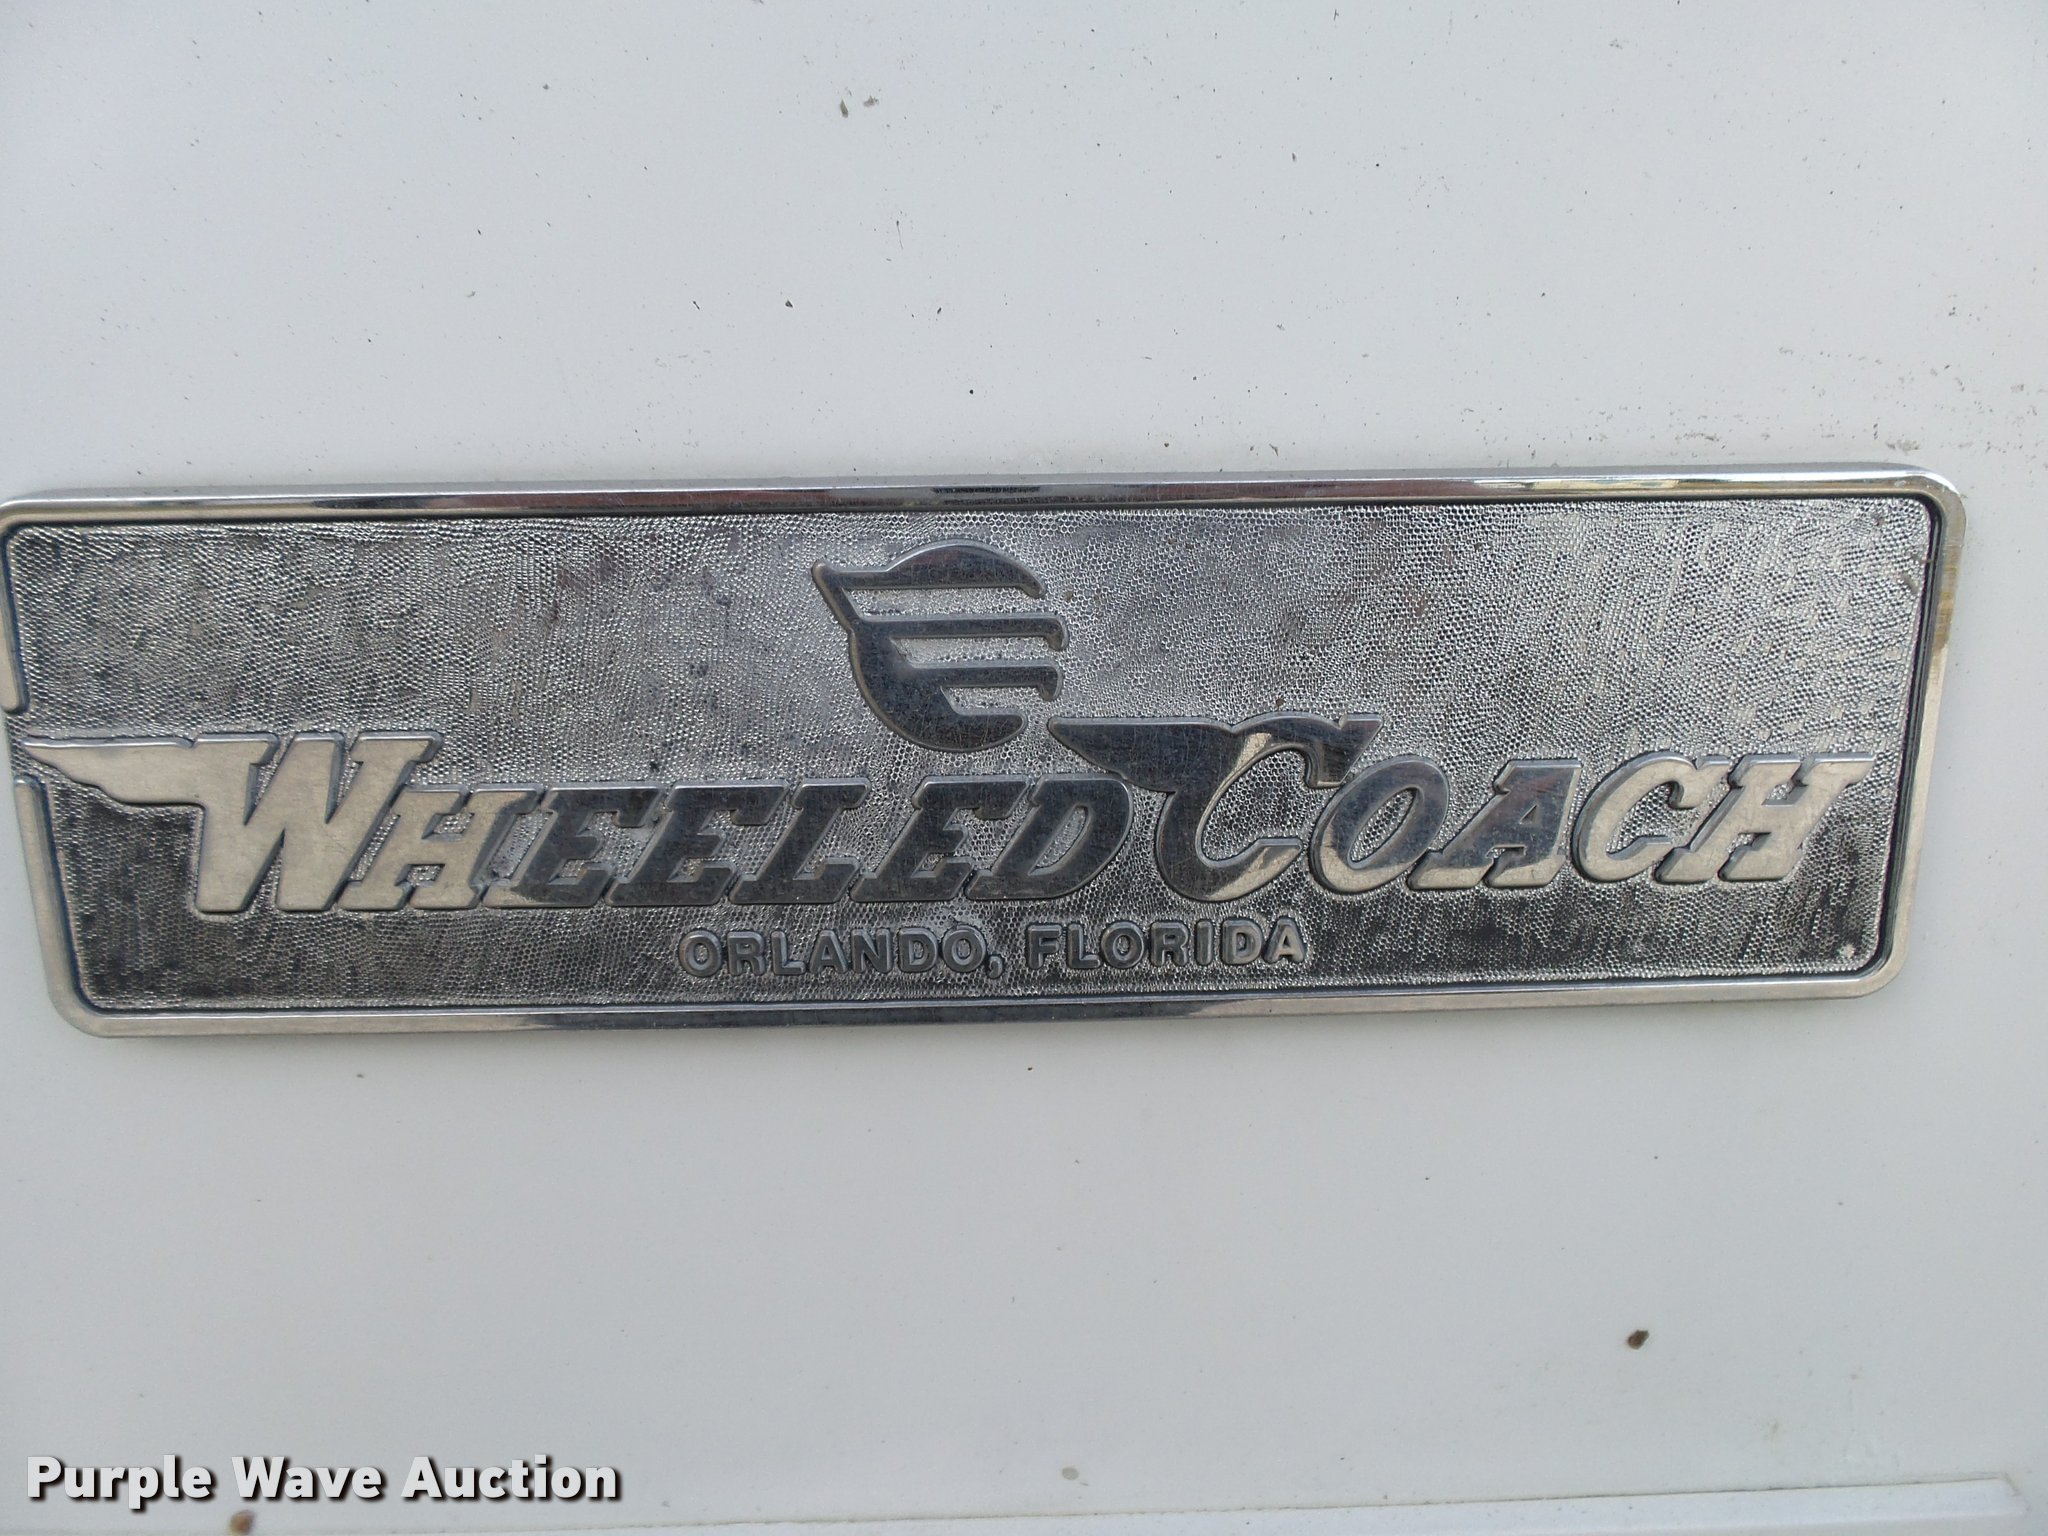 WHEELED COACH
ORLANDO, FLORIDA
Purple Wave Auction